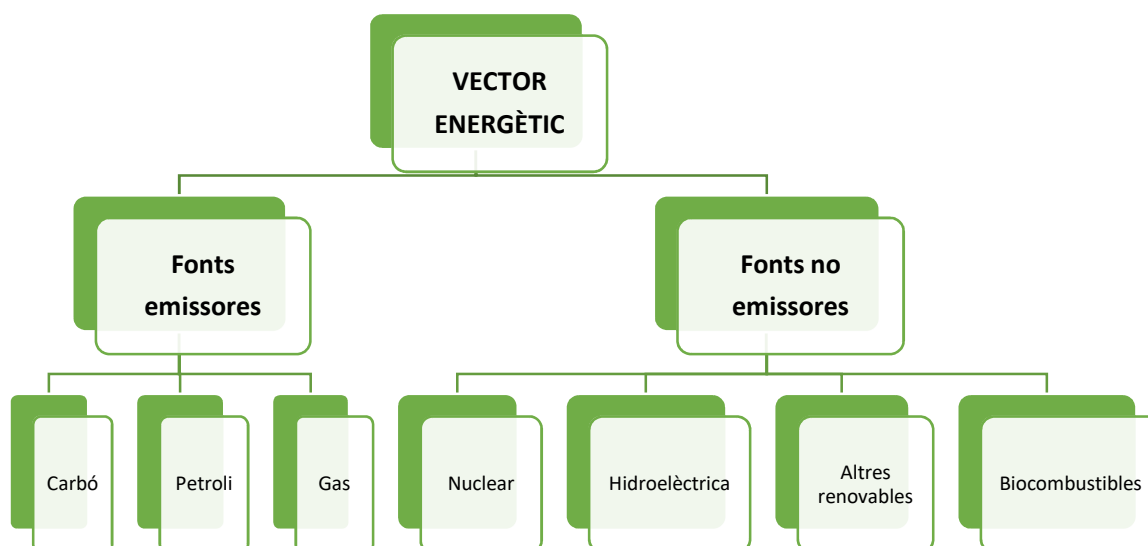 VECTOR
ENERGÈTIC
Fonts
emissores
Fonts no
emissores
Carbó
Petroli
Gas
Nuclear
Hidroelèctrica
Altres
renovables
Biocombustibles